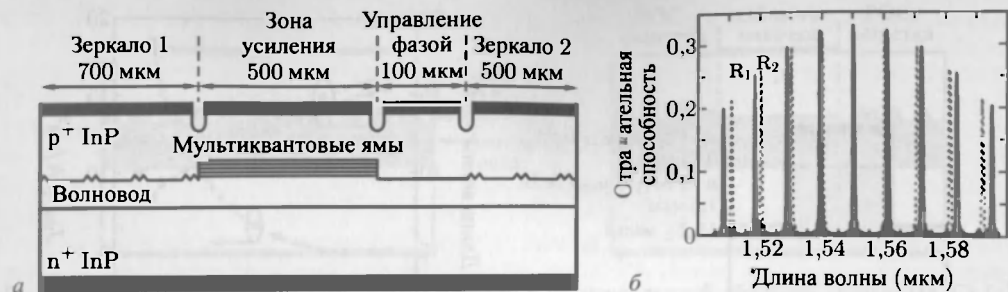 Зеркало 1
700 мкм
Зона
усиления
500 мкм
Управление
фазой
100 мкм
Зеркало 2
500 мкм
p⁺ InP
Мультиквантовые ямы
Волновод
n⁺ InP
а
Отра ательная
способность
0,3
0,2
0,1
0
R₁
R₂
1,52
1,54
1,56
1,58
Длина волны (мкм)
б